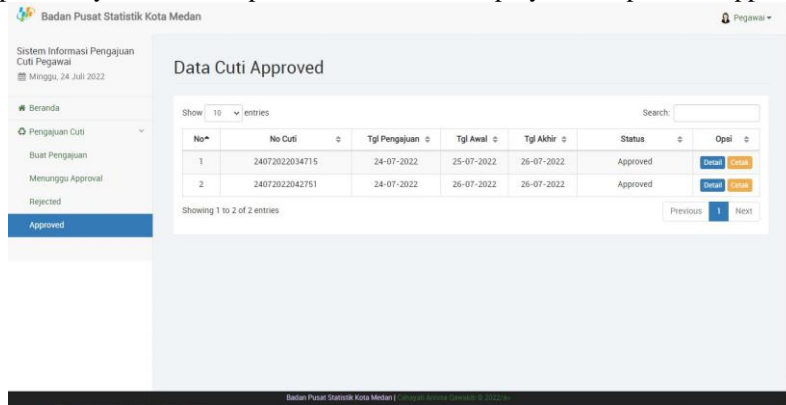 Badan Pusat Statistik Kota Medan
Pegawai
Sistem Informasi Pengajuan
Cuti Pegawai
Minggu, 24 Juli 2022
Beranda
Pengajuan Cuti
Buat Pengajuan
Menunggu Approval
Rejected
Approved
Data Cuti Approved
Show 10 entries
Search:
No No Cuti Tgl Pengajuan Tgl Awal Tgl Akhir Status Opsi
1 24072022034715 24-07-2022 25-07-2022 26-07-2022 Approved Detail Cetak
2 24072022042751 24-07-2022 26-07-2022 26-07-2022 Approved Detail Cetak
Showing 1 to 2 of 2 entries
Previous 1 Next
Badan Pusat Statistik Kota Medan |